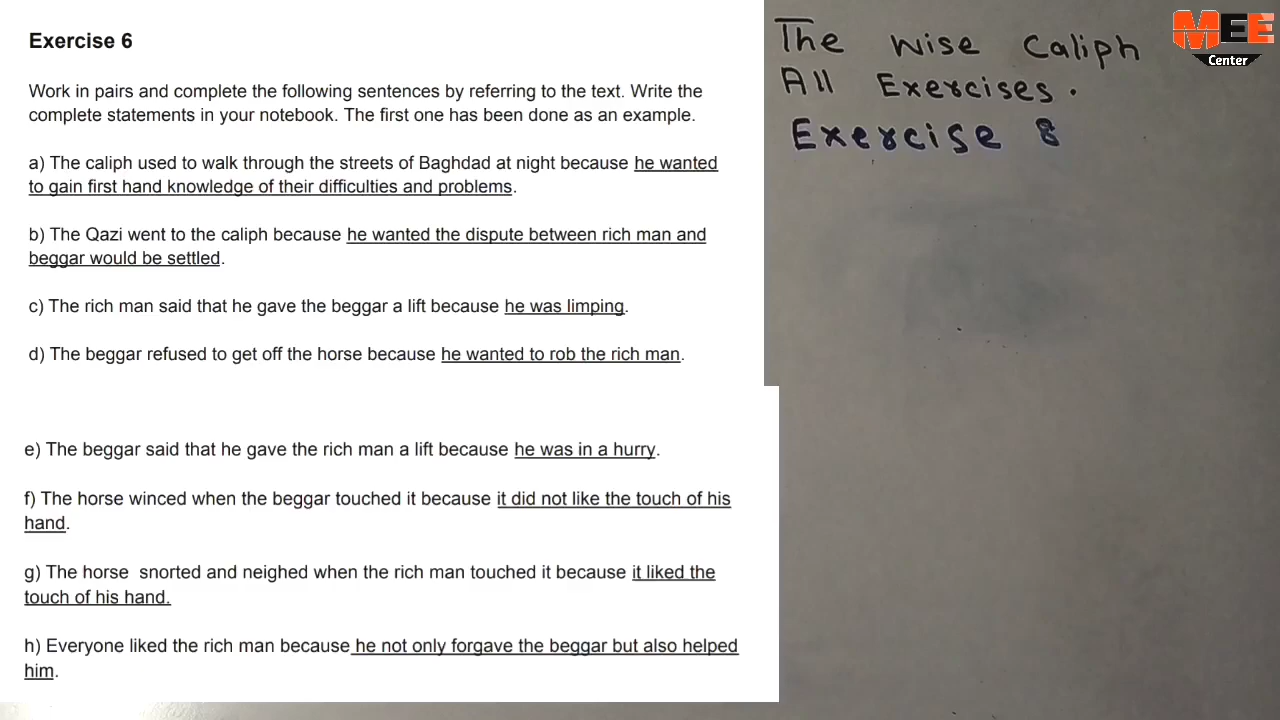 Exercise 6
Work in pairs and complete the following sentences by referring to the text. Write the
complete statements in your notebook. The first one has been done as an example.
a) The caliph used to walk through the streets of Baghdad at night because he wanted
to gain first hand knowledge of their difficulties and problems.
b) The Qazi went to the caliph because he wanted the dispute between rich man and
beggar would be settled.
c) The rich man said that he gave the beggar a lift because he was limping.
d) The beggar refused to get off the horse because he wanted to rob the rich man.
e) The beggar said that he gave the rich man a lift because he was in a hurry.
f) The horse winced when the beggar touched it because it did not like the touch of his
hand.
g) The horse  snorted and neighed when the rich man touched it because it liked the
touch of his hand.
h) Everyone liked the rich man because he not only forgave the beggar but also helped
him.
The Wise Caliph
All Exercises.
Exercise 8
MEE
Center